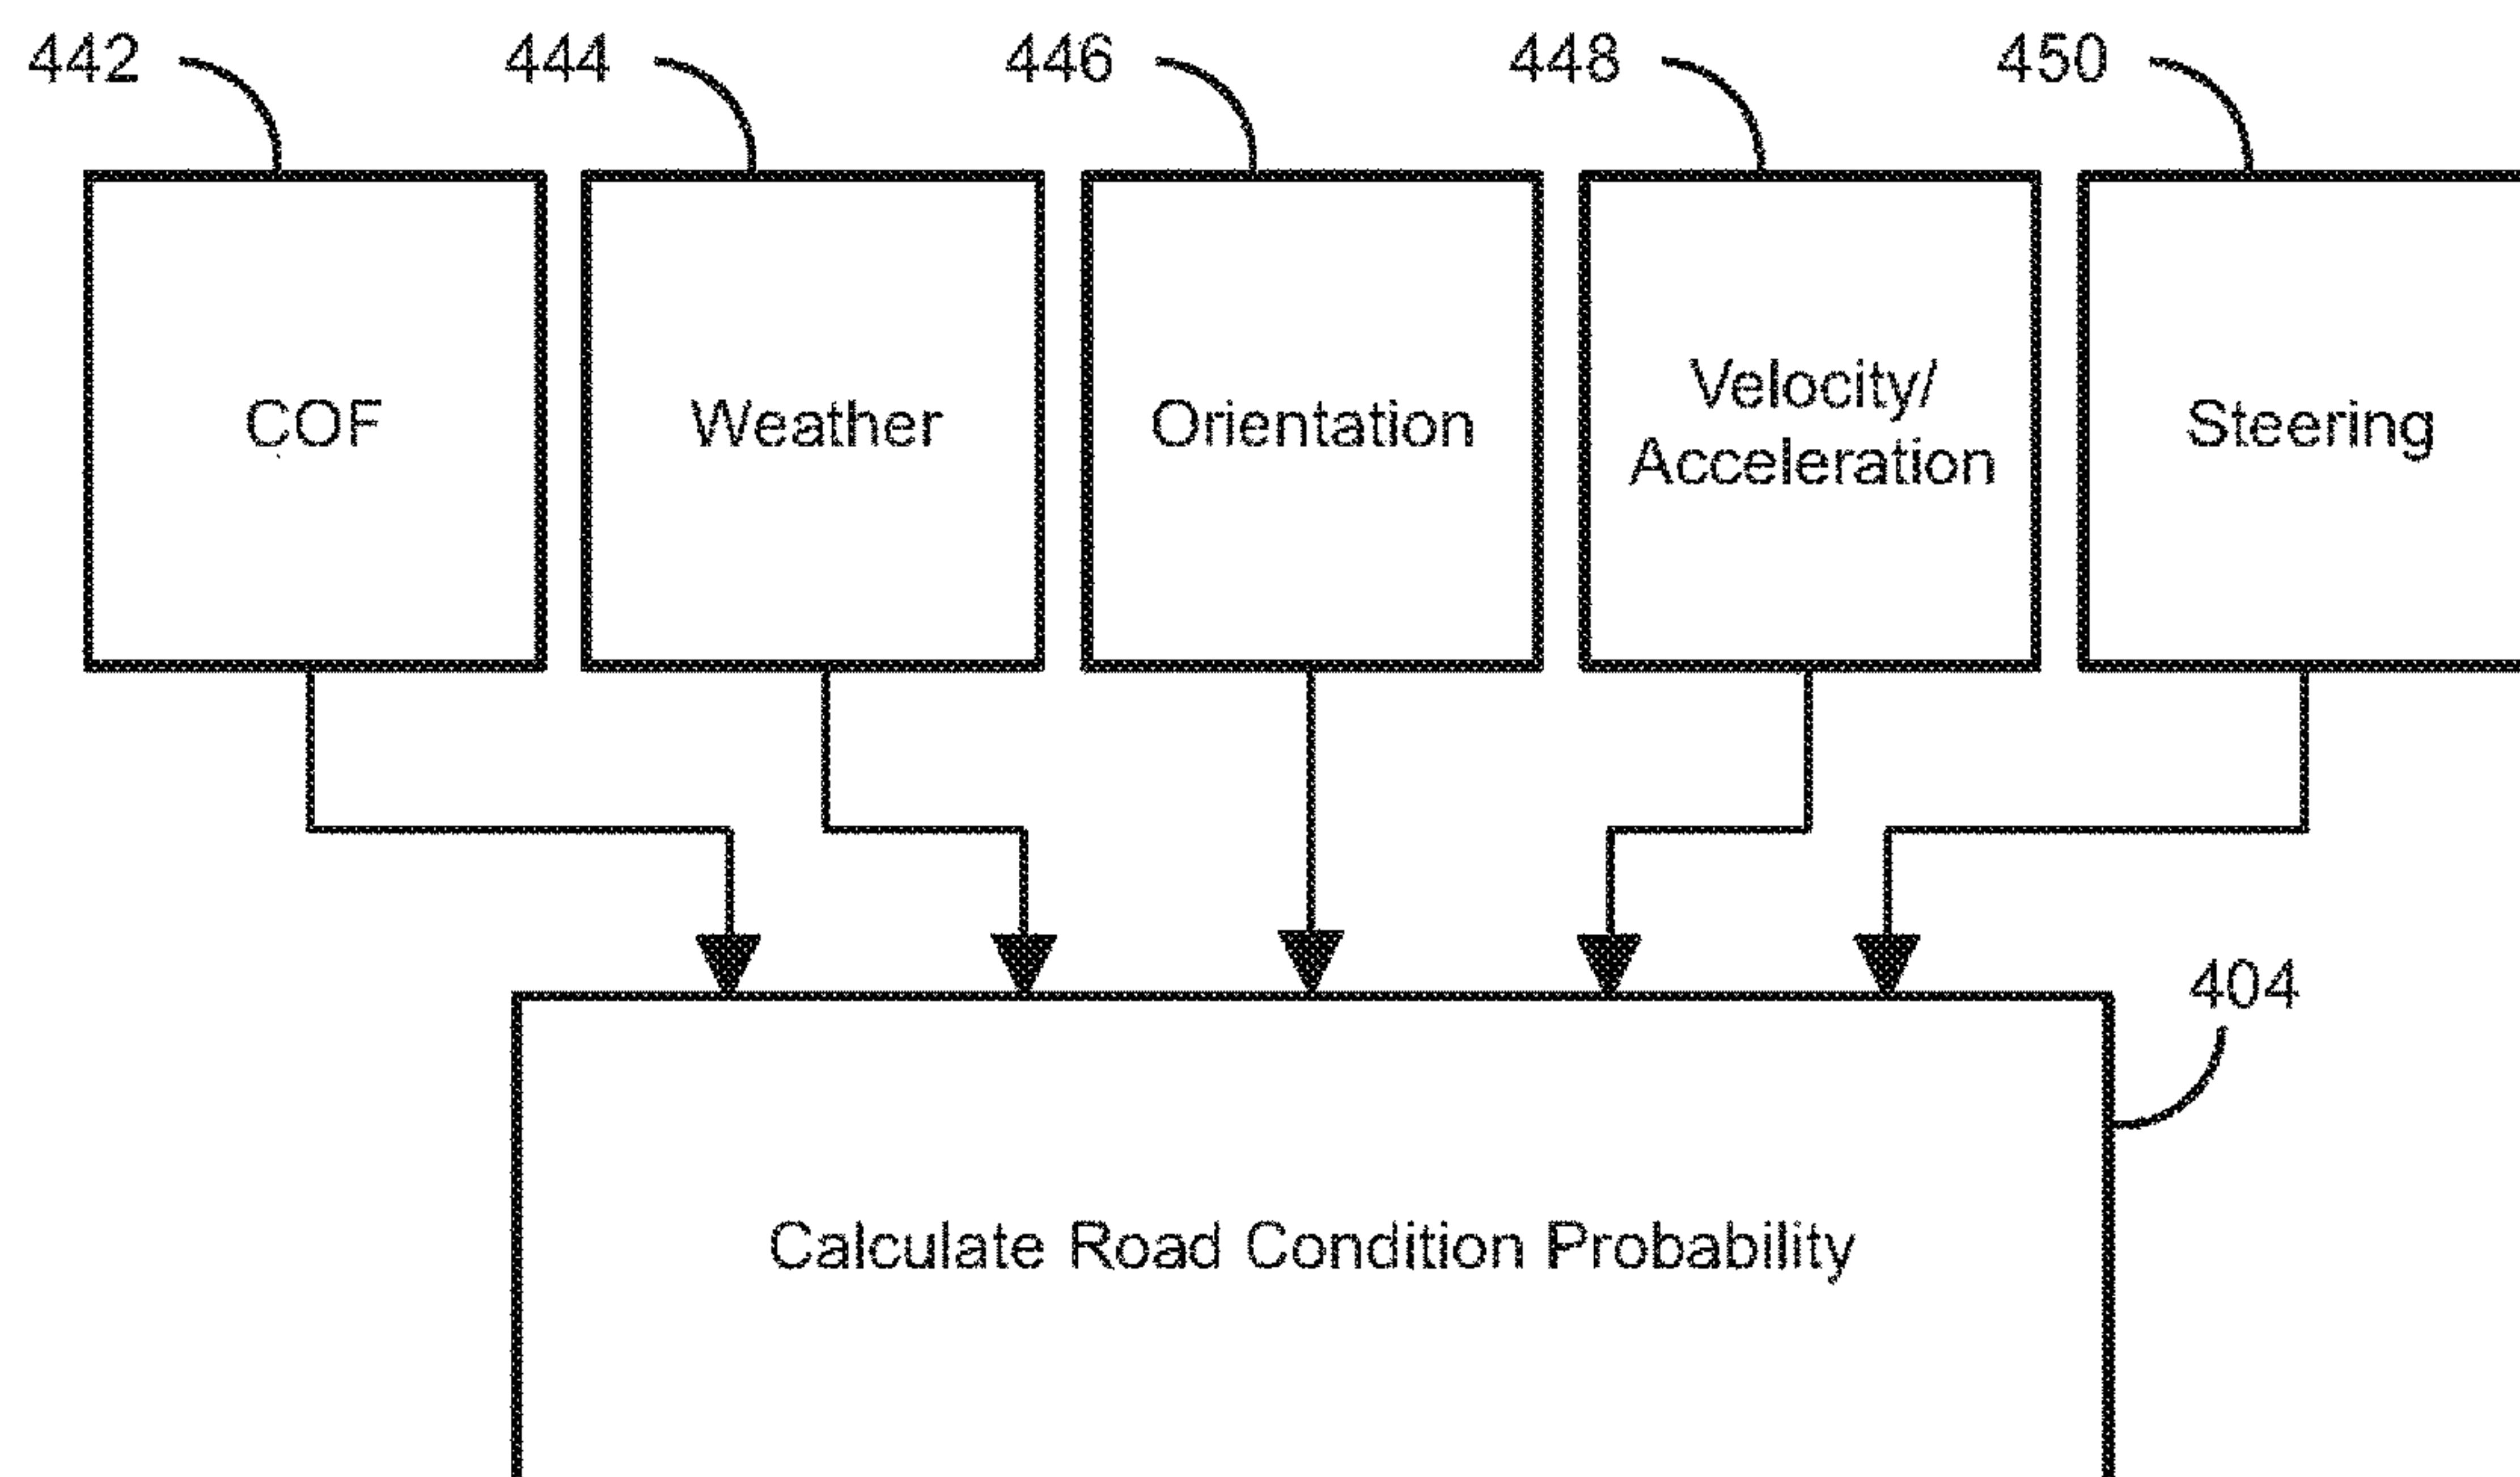 442
444
446
448
450
COF
Weather
Orientation
Velocity/
Acceleration
Steering
404
Calculate Road Condition Probability